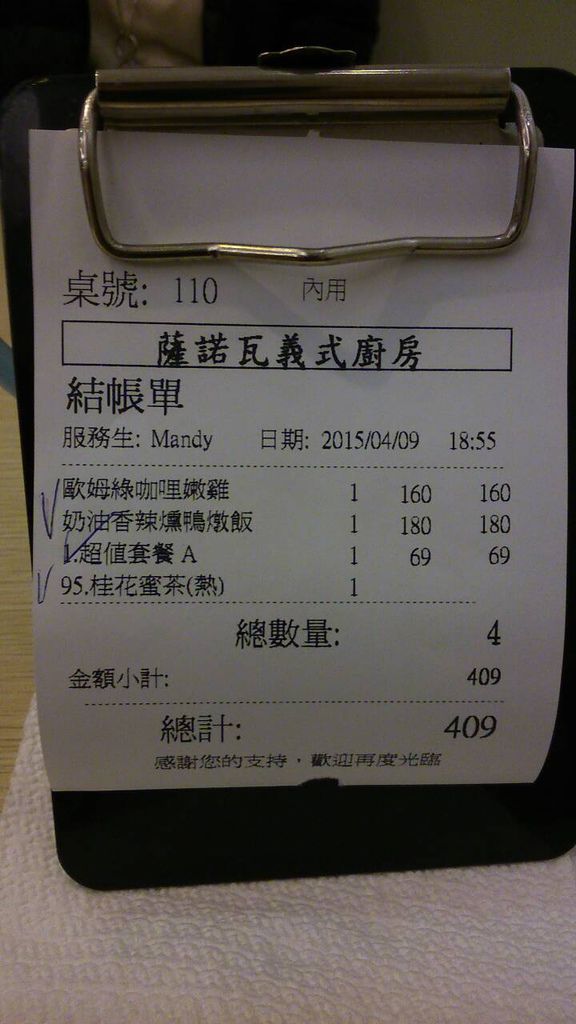 桌號: 110 內用
薩諾瓦義式廚房
結帳單
服務生: Mandy 日期: 2015/04/09 18:55
歐姆綠咖哩嫩雞 1 160 160
奶油香辣燻鴨燉飯 1 180 180
1.超值套餐 A 1 69 69
95.桂花蜜茶(熱) 1
總數量: 4
金額小計: 409
總計: 409
感謝您的支持，歡迎再度光臨